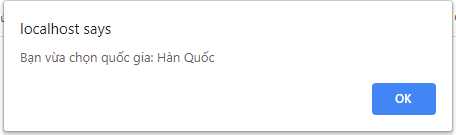 localhost says
Bạn vừa chọn quốc gia: Hàn Quốc
OK